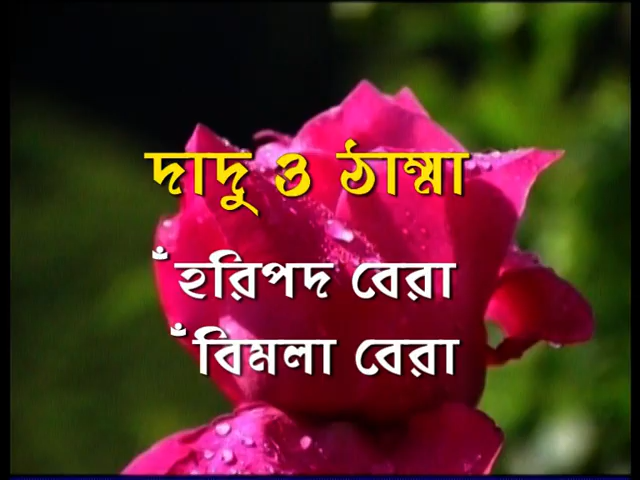 দাদু ও ঠাম্মা
ঁহরিপদ বেরা
ঁবিমলা বেরা